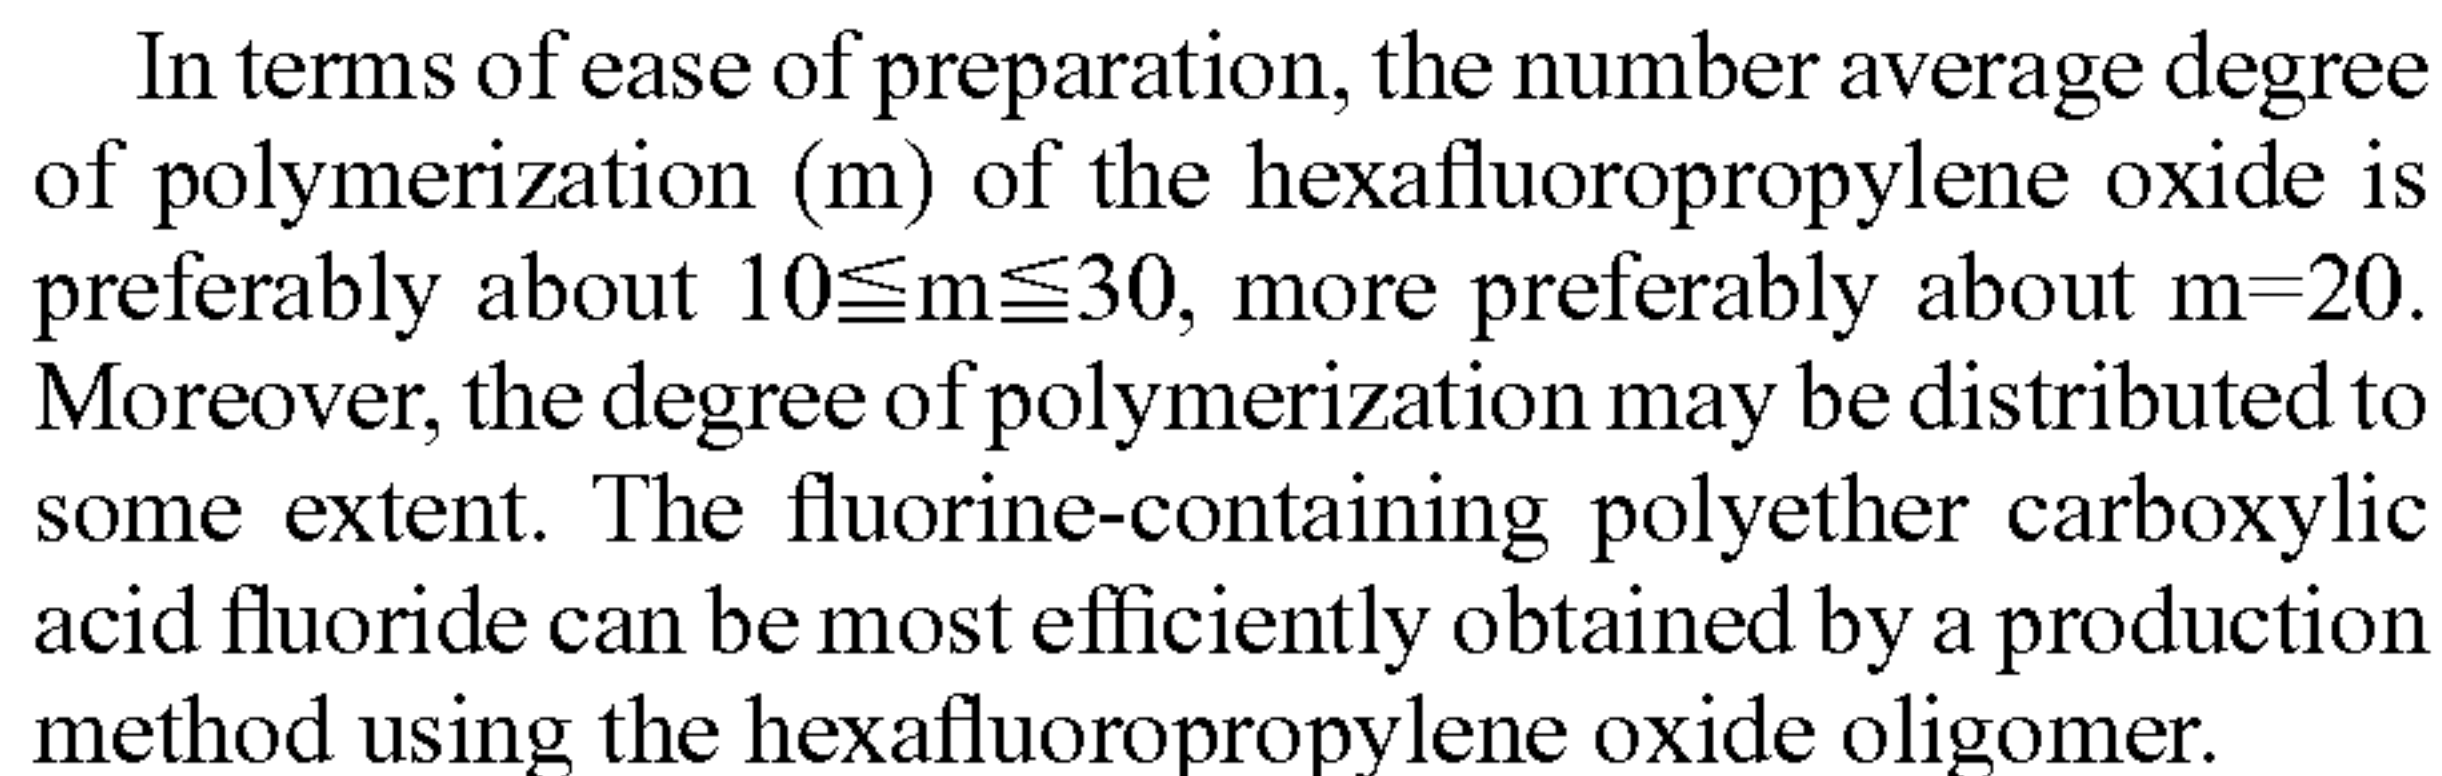 In terms of ease of preparation, the number average degree
of polymerization (m) of the hexafluoropropylene oxide is
preferably about 10≦m≦30, more preferably about m=20.
Moreover, the degree of polymerization may be distributed to
some extent. The fluorine-containing polyether carboxylic
acid fluoride can be most efficiently obtained by a production
method using the hexafluoropropylene oxide oligomer.